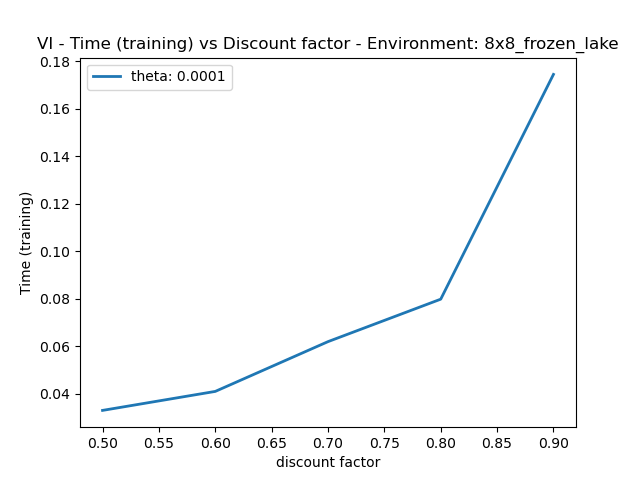 VI - Time (training) vs Discount factor - Environment: 8x8_frozen_lake
theta: 0.0001
Time (training)
0.18
0.16
0.14
0.12
0.10
0.08
0.06
0.04
0.50 0.55 0.60 0.65 0.70 0.75 0.80 0.85 0.90
discount factor